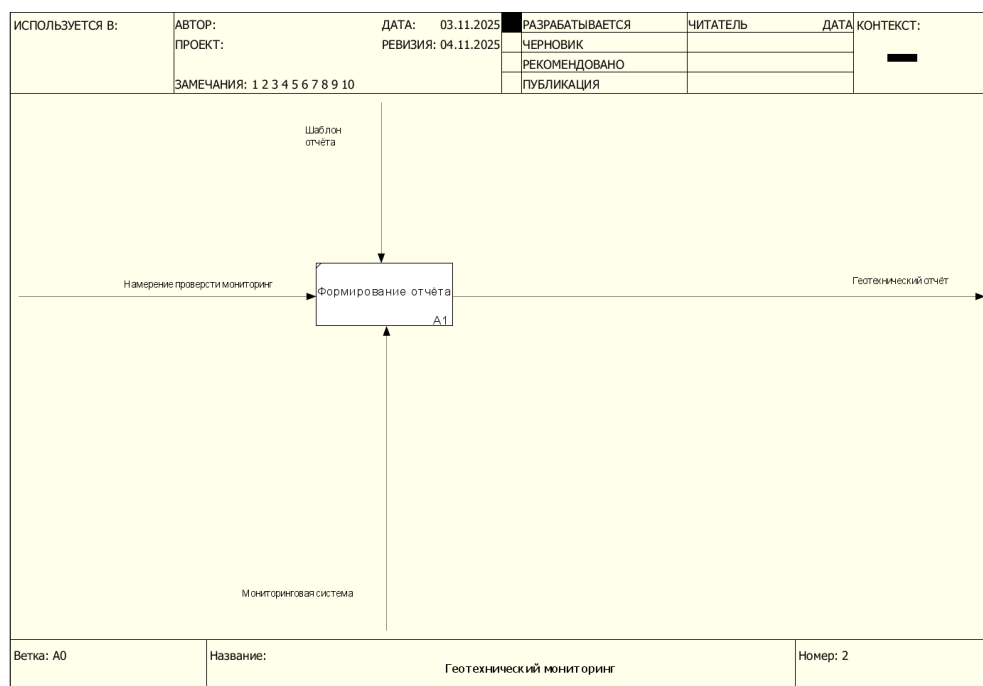 ИСПОЛЬЗУЕТСЯ В:
АВТОР:
ДАТА: 03.11.2025
РАЗРАБАТЫВАЕТСЯ
ЧИТАТЕЛЬ
ДАТА
КОНТЕКСТ:
ПРОЕКТ:
РЕВИЗИЯ: 04.11.2025
ЧЕРНОВИК
РЕКОМЕНДОВАНО
ЗАМЕЧАНИЯ: 1 2 3 4 5 6 7 8 9 10
ПУБЛИКАЦИЯ
Шаблон
отчёта
Намерение проверсти мониторинг
Формирование отчёта
A1
Геотехнический отчёт
Мониторинговая система
Ветка: A0
Название:
Геотехнический мониторинг
Номер: 2